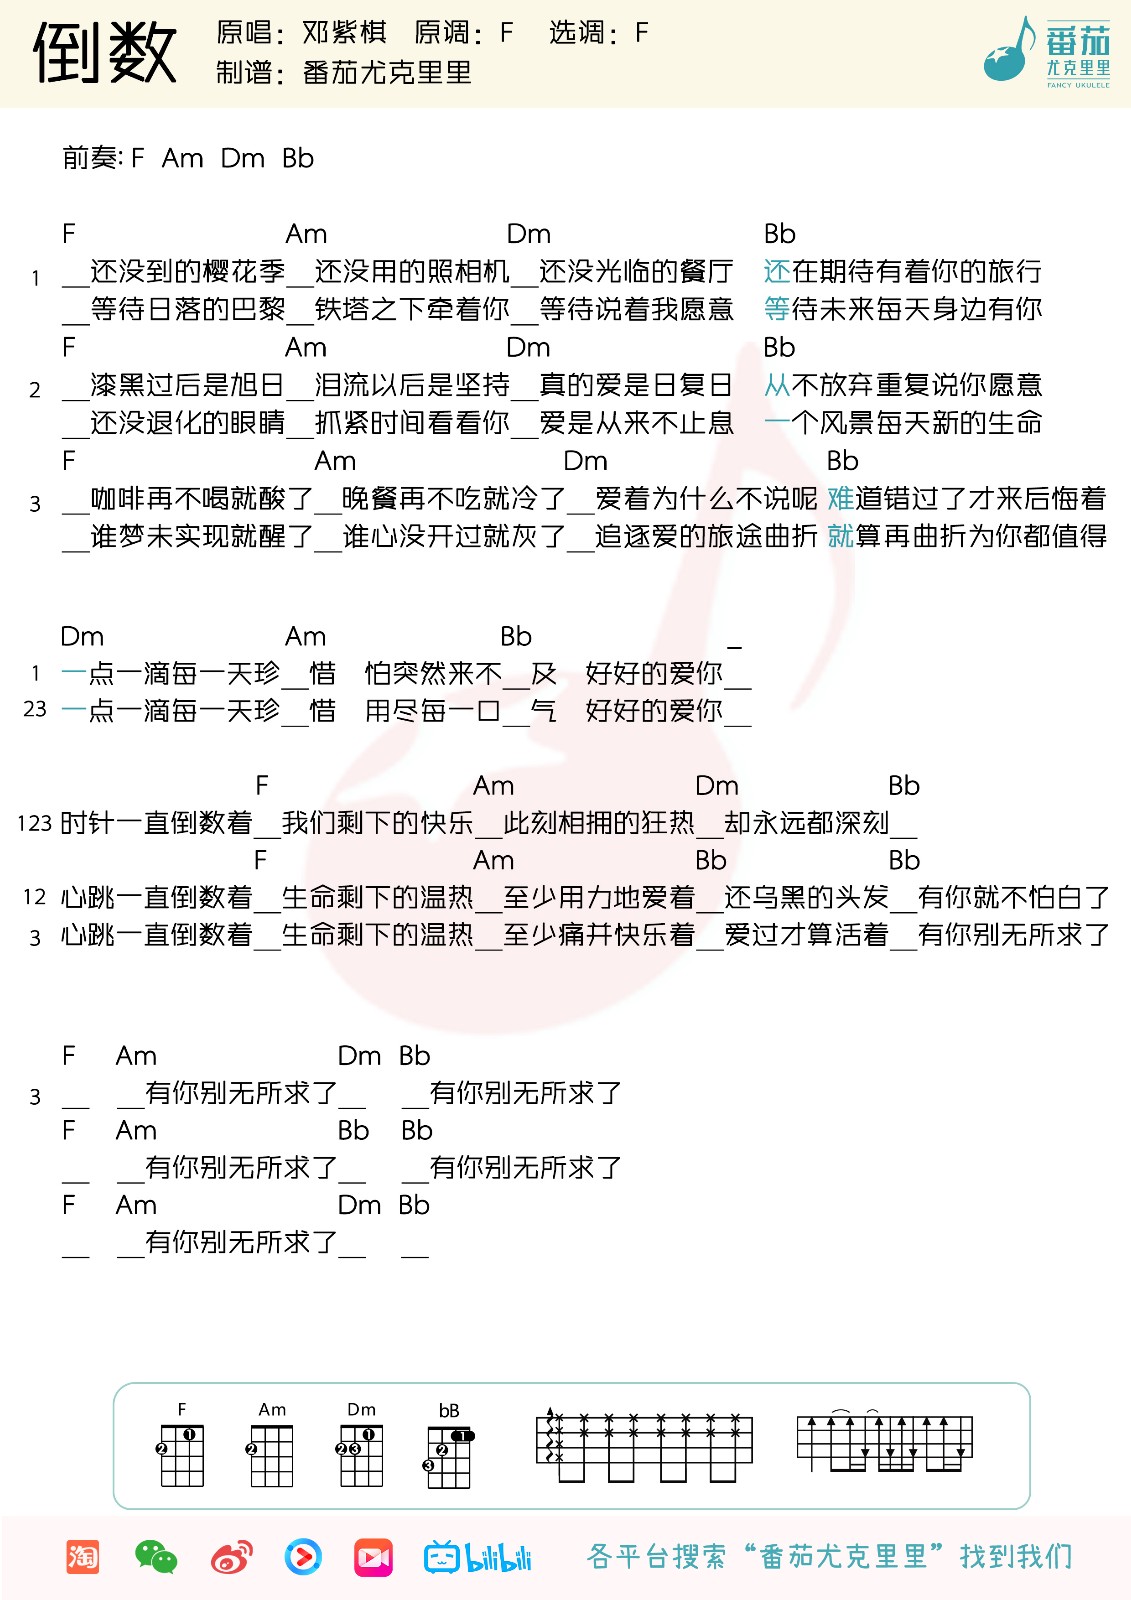 倒数
原唱：邓紫棋 原调：F 选调：F
制谱：番茄尤克里里
番茄
尤克里里
FANCY UKULELE
前奏: F Am Dm Bb
F Am Dm Bb
1 __还没到的樱花季__还没用的照相机__还没光临的餐厅 还在期待有着你的旅行
__等待日落的巴黎__铁塔之下牵着你__等待说着我愿意 等待未来每天身边有你
F Am Dm Bb
2 __漆黑过后是旭日__泪流以后是坚持__真的爱是日复日 从不放弃重复说你愿意
__还没退化的眼睛__抓紧时间看看你__爱是从来不止息 一个风景每天新的生命
F Am Dm Bb
3 __咖啡再不喝就酸了__晚餐再不吃就冷了__爱着为什么不说呢 难道错过了才来后悔着
__谁梦未实现就醒了__谁心没开过就灰了__追逐爱的旅途曲折 就算再曲折为你都值得
Dm Am Bb _
1 一点一滴每一天珍__惜 怕突然来不__及 好好的爱你__
23 一点一滴每一天珍__惜 用尽每一口__气 好好的爱你__
F Am Dm Bb
123 时针一直倒数着__我们剩下的快乐__此刻相拥的狂热__却永远都深刻__
F Am Bb Bb
12 心跳一直倒数着__生命剩下的温热__至少用力地爱着__还乌黑的头发__有你就不怕白了
3 心跳一直倒数着__生命剩下的温热__至少痛并快乐着__爱过才算活着__有你别无所求了
F Am Dm Bb
3 __ __有你别无所求了__ __有你别无所求了
F Am Bb Bb
__ __有你别无所求了__ __有你别无所求了
F Am Dm Bb
__ __有你别无所求了__ __
F Am Dm bB
1 2 2 1 2 3 1 2 3
淘 bilibili 各平台搜索“番茄尤克里里”找到我们